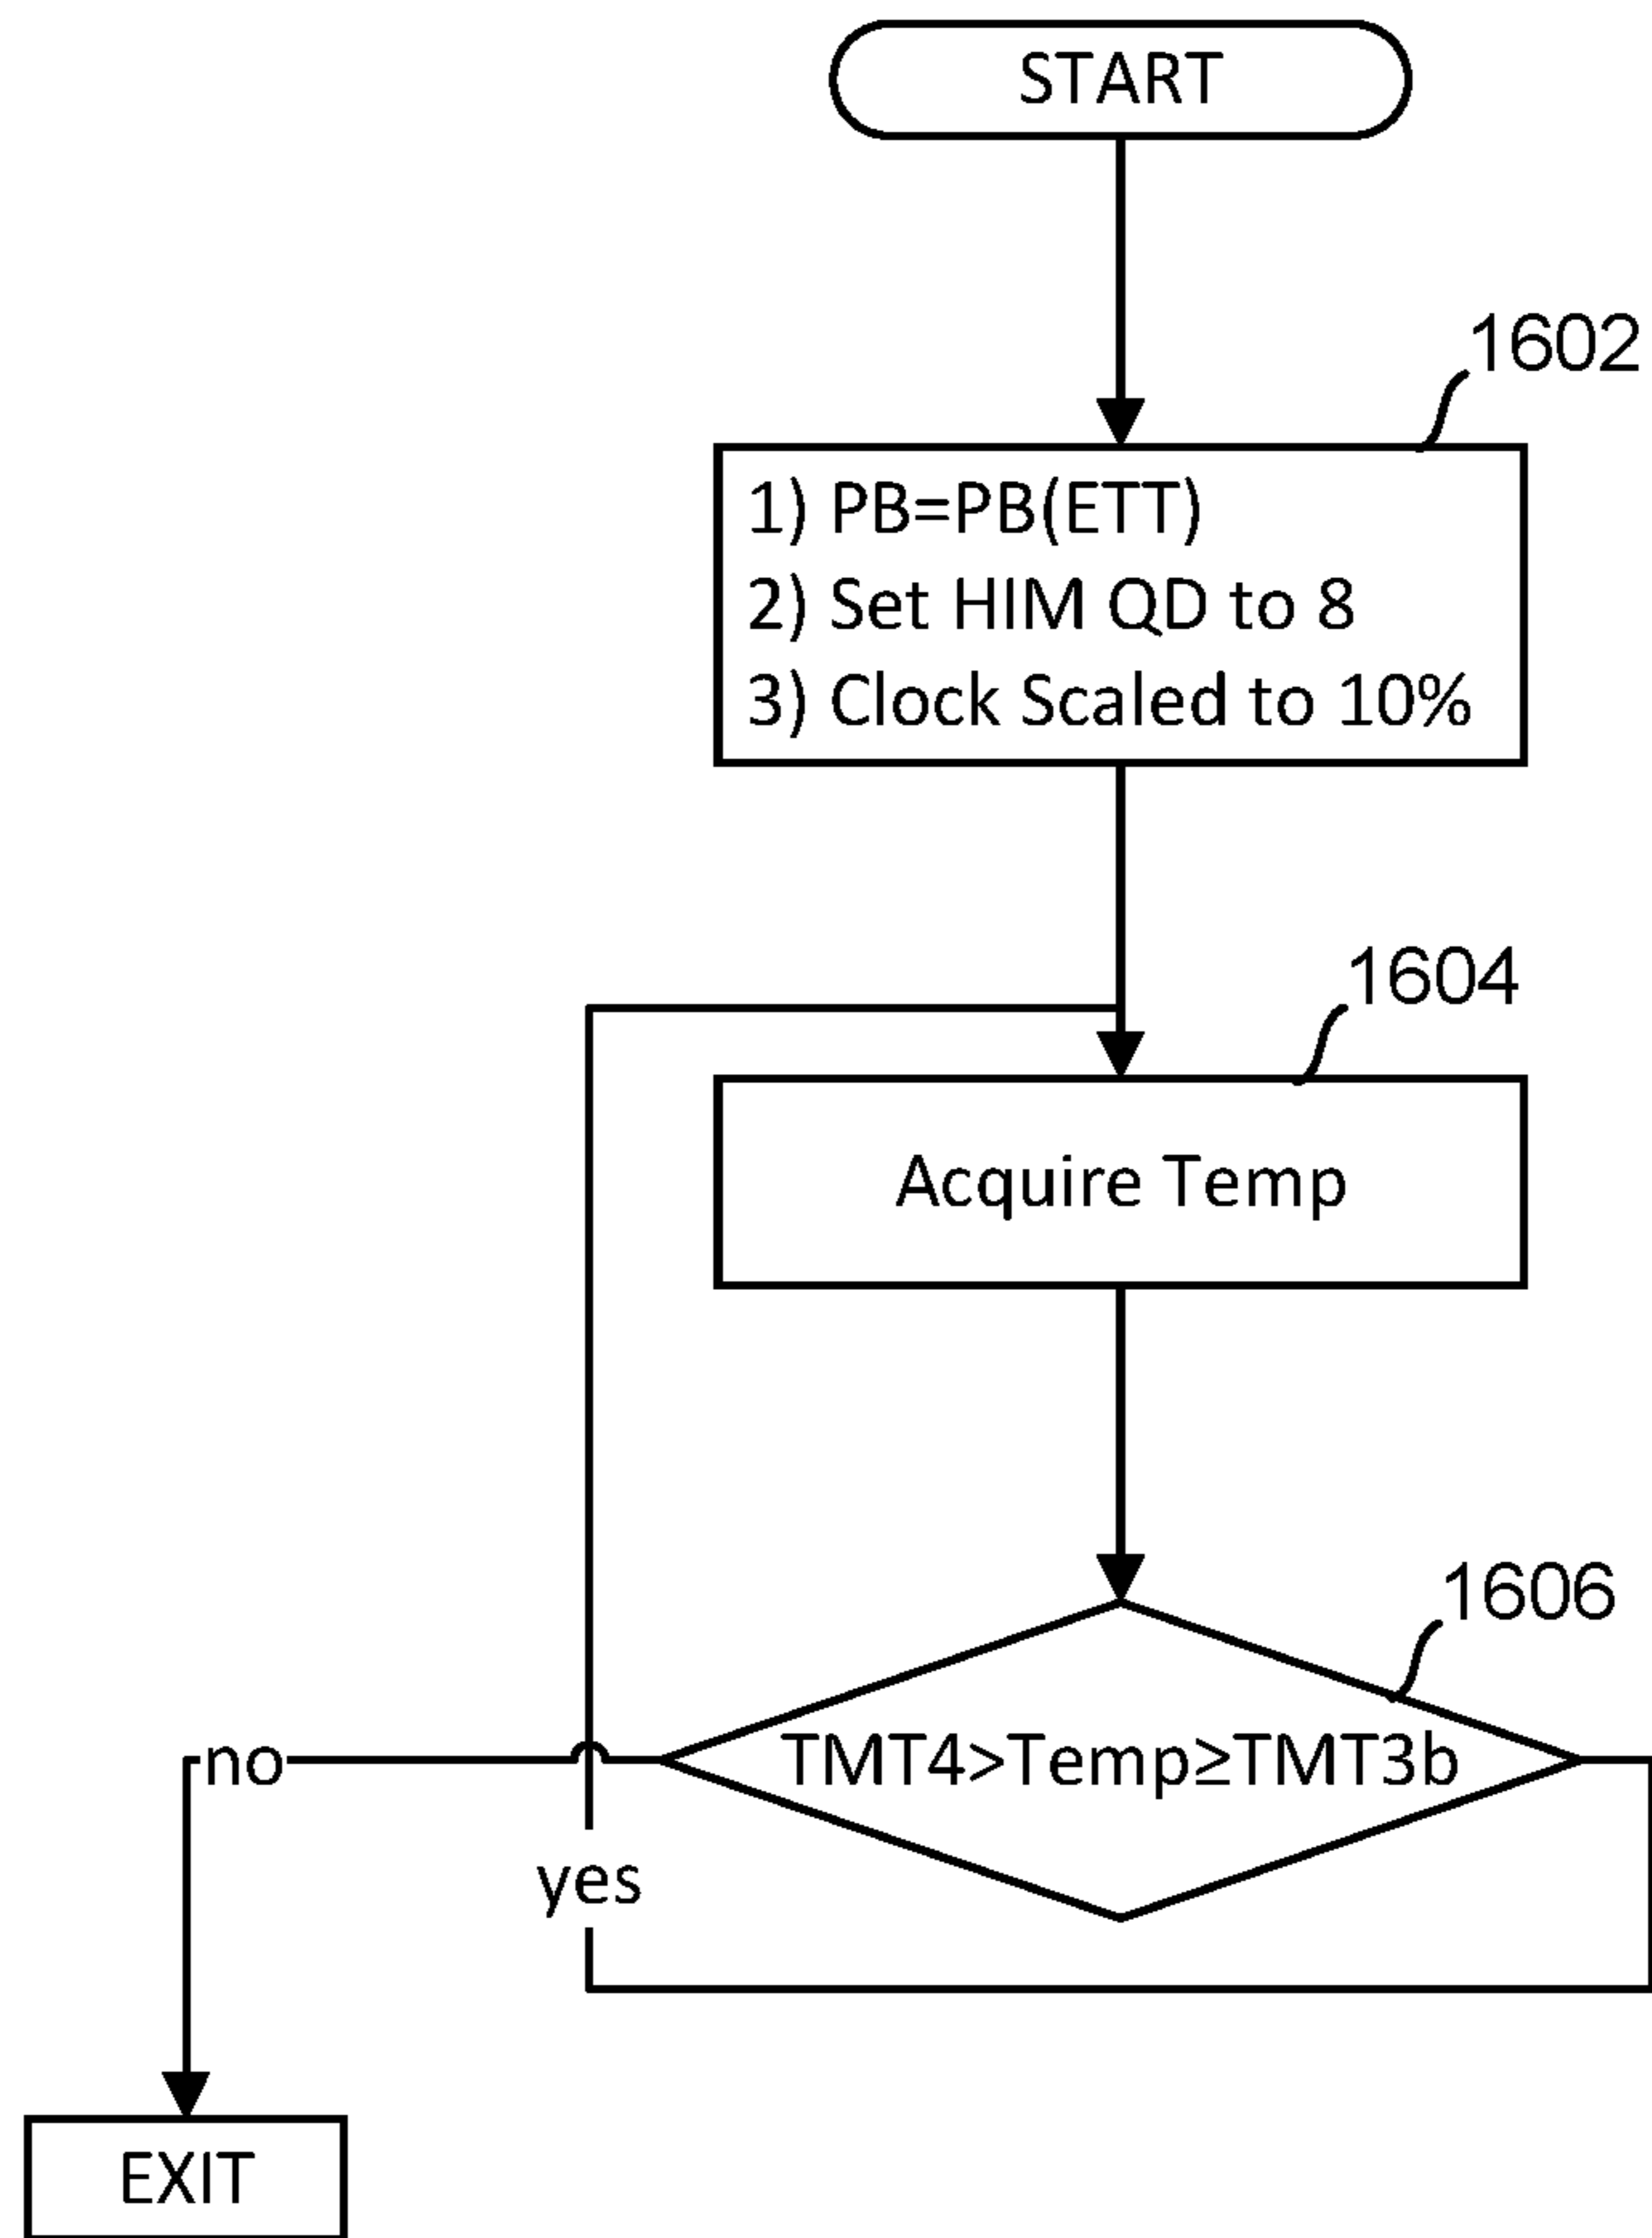 START
1602
1) PB=PB(ETT)
2) Set HIM QD to 8
3) Clock Scaled to 10%
1604
Acquire Temp
1606
TMT4>Temp≥TMT3b
no
yes
EXIT